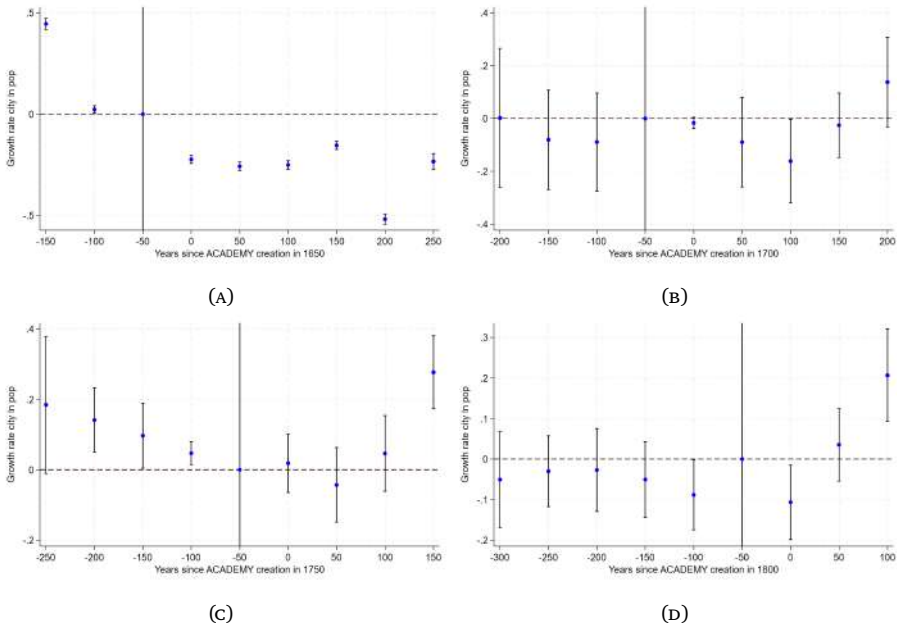 Growth rate city ln pop
.5
0
-.5
-150 -100 -50 0 50 100 150 200 250
Years since ACADEMY creation in 1650
(A)
Growth rate city ln pop
.4
.2
0
-.2
-.4
-200 -150 -100 -50 0 50 100 150 200
Years since ACADEMY creation in 1700
(B)
Growth rate city ln pop
.4
.2
0
-.2
-250 -200 -150 -100 -50 0 50 100 150
Years since ACADEMY creation in 1750
(C)
Growth rate city ln pop
.3
.2
.1
0
-.1
-.2
-300 -250 -200 -150 -100 -50 0 50 100
Years since ACADEMY creation in 1800
(D)